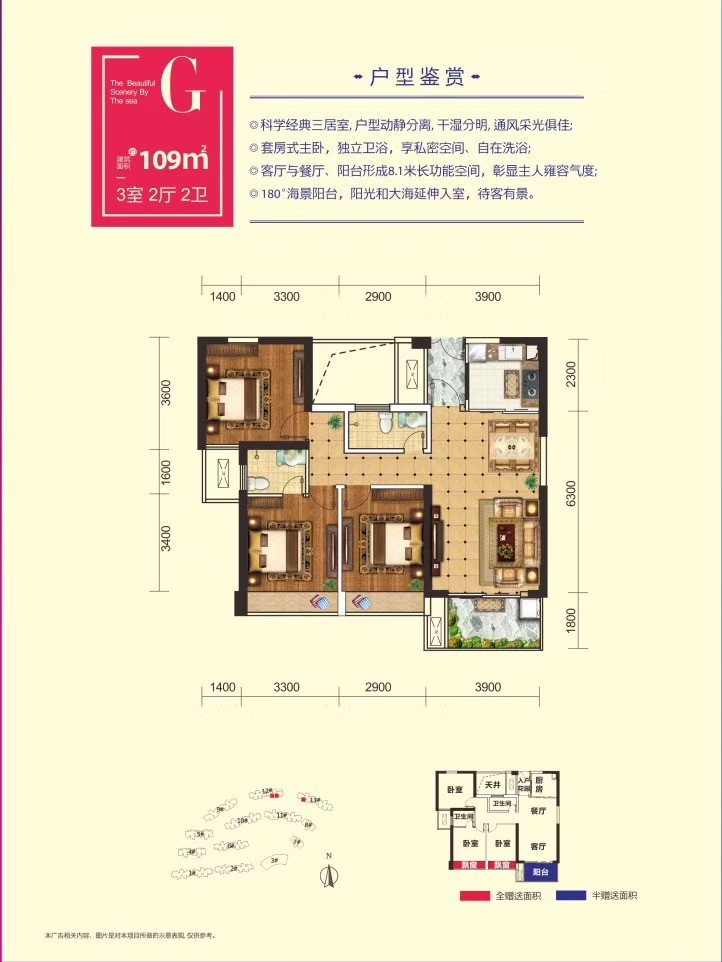 The Beautiful
Scenery By
The sea
G
建筑面积 约 109m²
3室 2厅 2卫
户型鉴赏
◎科学经典三居室, 户型动静分离, 干湿分明, 通风采光俱佳;
◎套房式主卧，独立卫浴，享私密空间、自在洗浴;
◎客厅与餐厅、阳台形成8.1米长功能空间，彰显主人雍容气度;
◎180°海景阳台，阳光和大海延伸入室，待客有景。
1400 3300 2900 3900
3600
1600
3400
2300
6300
1800
1400 3300 2900 3900
卧室
天井
入户花园
厨房
卫生间
餐厅
卫生间
卧室
卧室
客厅
飘窗
飘窗
阳台
全赠送面积
半赠送面积
12#
13#
9#
10#
11#
8#
5#
7#
4#
6#
3#
1#
2#
N
本广告相关内容、图片是对本项目所做的示意表现, 仅供参考。